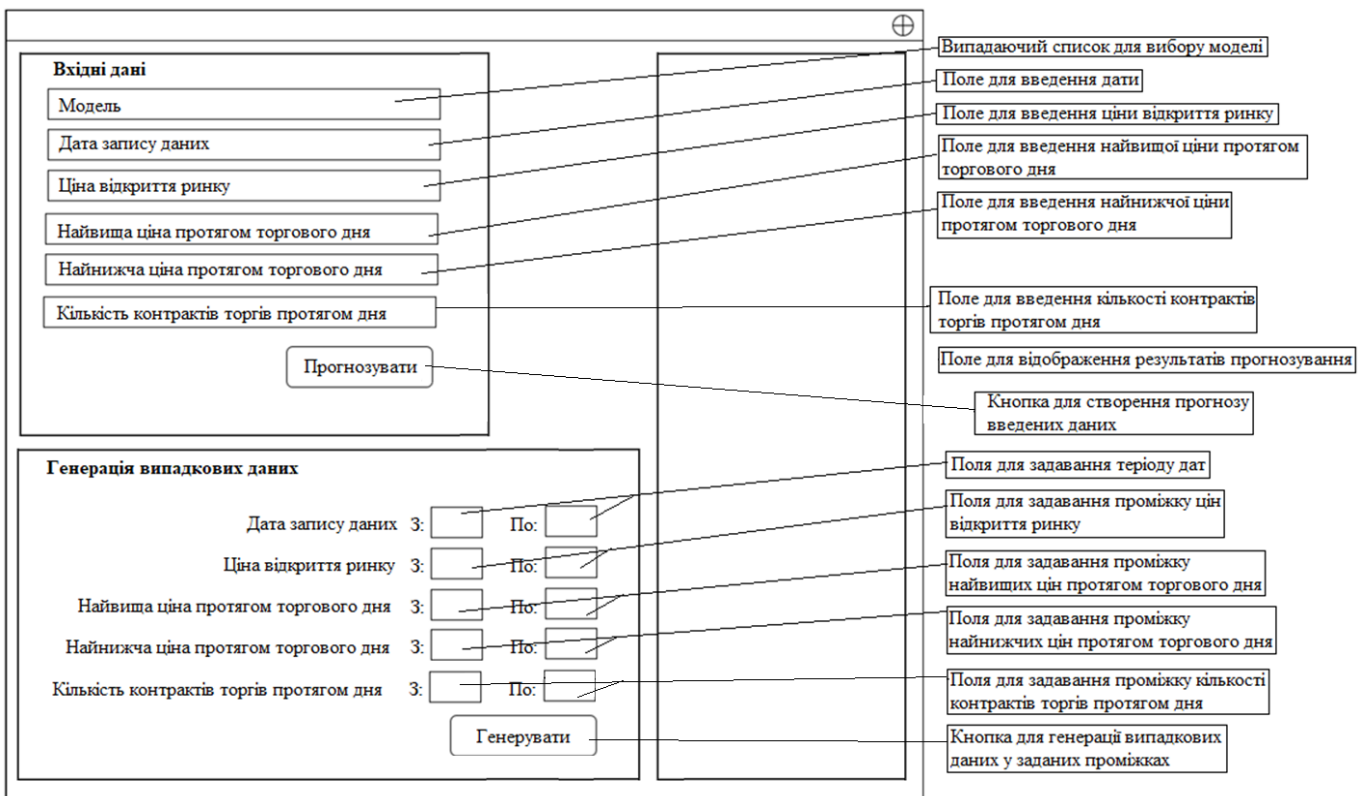 Вхідні дані
Модель
Дата запису даних
Ціна відкриття ринку
Найвища ціна протягом торгового дня
Найнижча ціна протягом торгового дня
Кількість контрактів торгів протягом дня
Прогнозувати
Генерація випадкових даних
Дата запису даних З: По:
Ціна відкриття ринку З: По:
Найвища ціна протягом торгового дня З: По:
Найнижча ціна протягом торгового дня З: По:
Кількість контрактів торгів протягом дня З: По:
Генерувати
Випадаючий список для вибору моделі
Поле для введення дати
Поле для введення ціни відкриття ринку
Поле для введення найвищої ціни протягом
торгового дня
Поле для введення найнижчої ціни
протягом торгового дня
Поле для введення кількості контрактів
торгів протягом дня
Поле для відображення результатів прогнозування
Кнопка для створення прогнозу
введених даних
Поля для задавання теріоду дат
Поля для задавання проміжку цін
відкриття ринку
Поля для задавання проміжку
найвищих цін протягом торгового дня
Поля для задавання проміжку
найнижчих цін протягом торгового дня
Поля для задавання проміжку кількості
контрактів торгів протягом дня
Кнопка для генерації випадкових
даних у заданих проміжках